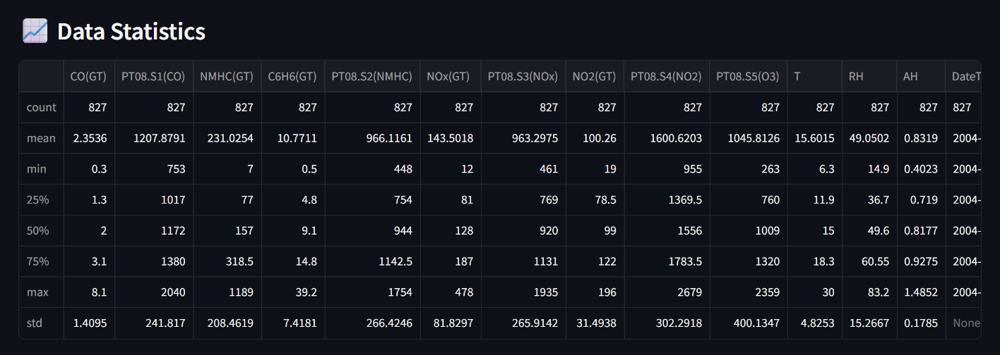 Data Statistics
CO(GT) PT08.S1(CO) NMHC(GT) C6H6(GT) PT08.S2(NMHC) NOx(GT) PT08.S3(NOx) NO2(GT) PT08.S4(NO2) PT08.S5(O3) T RH AH DateT
count 827 827 827 827 827 827 827 827 827 827 827 827 827 827
mean 2.3536 1207.8791 231.0254 10.7711 966.1161 143.5018 963.2975 100.26 1600.6203 1045.8126 15.6015 49.0502 0.8319 2004-
min 0.3 753 7 0.5 448 12 461 19 955 263 6.3 14.9 0.4023 2004-
25% 1.3 1017 77 4.8 754 81 769 78.5 1369.5 760 11.9 36.7 0.719 2004-
50% 2 1172 157 9.1 944 128 920 99 1556 1009 15 49.6 0.8177 2004-
75% 3.1 1380 318.5 14.8 1142.5 187 1131 122 1783.5 1320 18.3 60.55 0.9275 2004-
max 8.1 2040 1189 39.2 1754 478 1935 196 2679 2359 30 83.2 1.4852 2004-
std 1.4095 241.817 208.4619 7.4181 266.4246 81.8297 265.9142 31.4938 302.2918 400.1347 4.8253 15.2667 0.1785 None